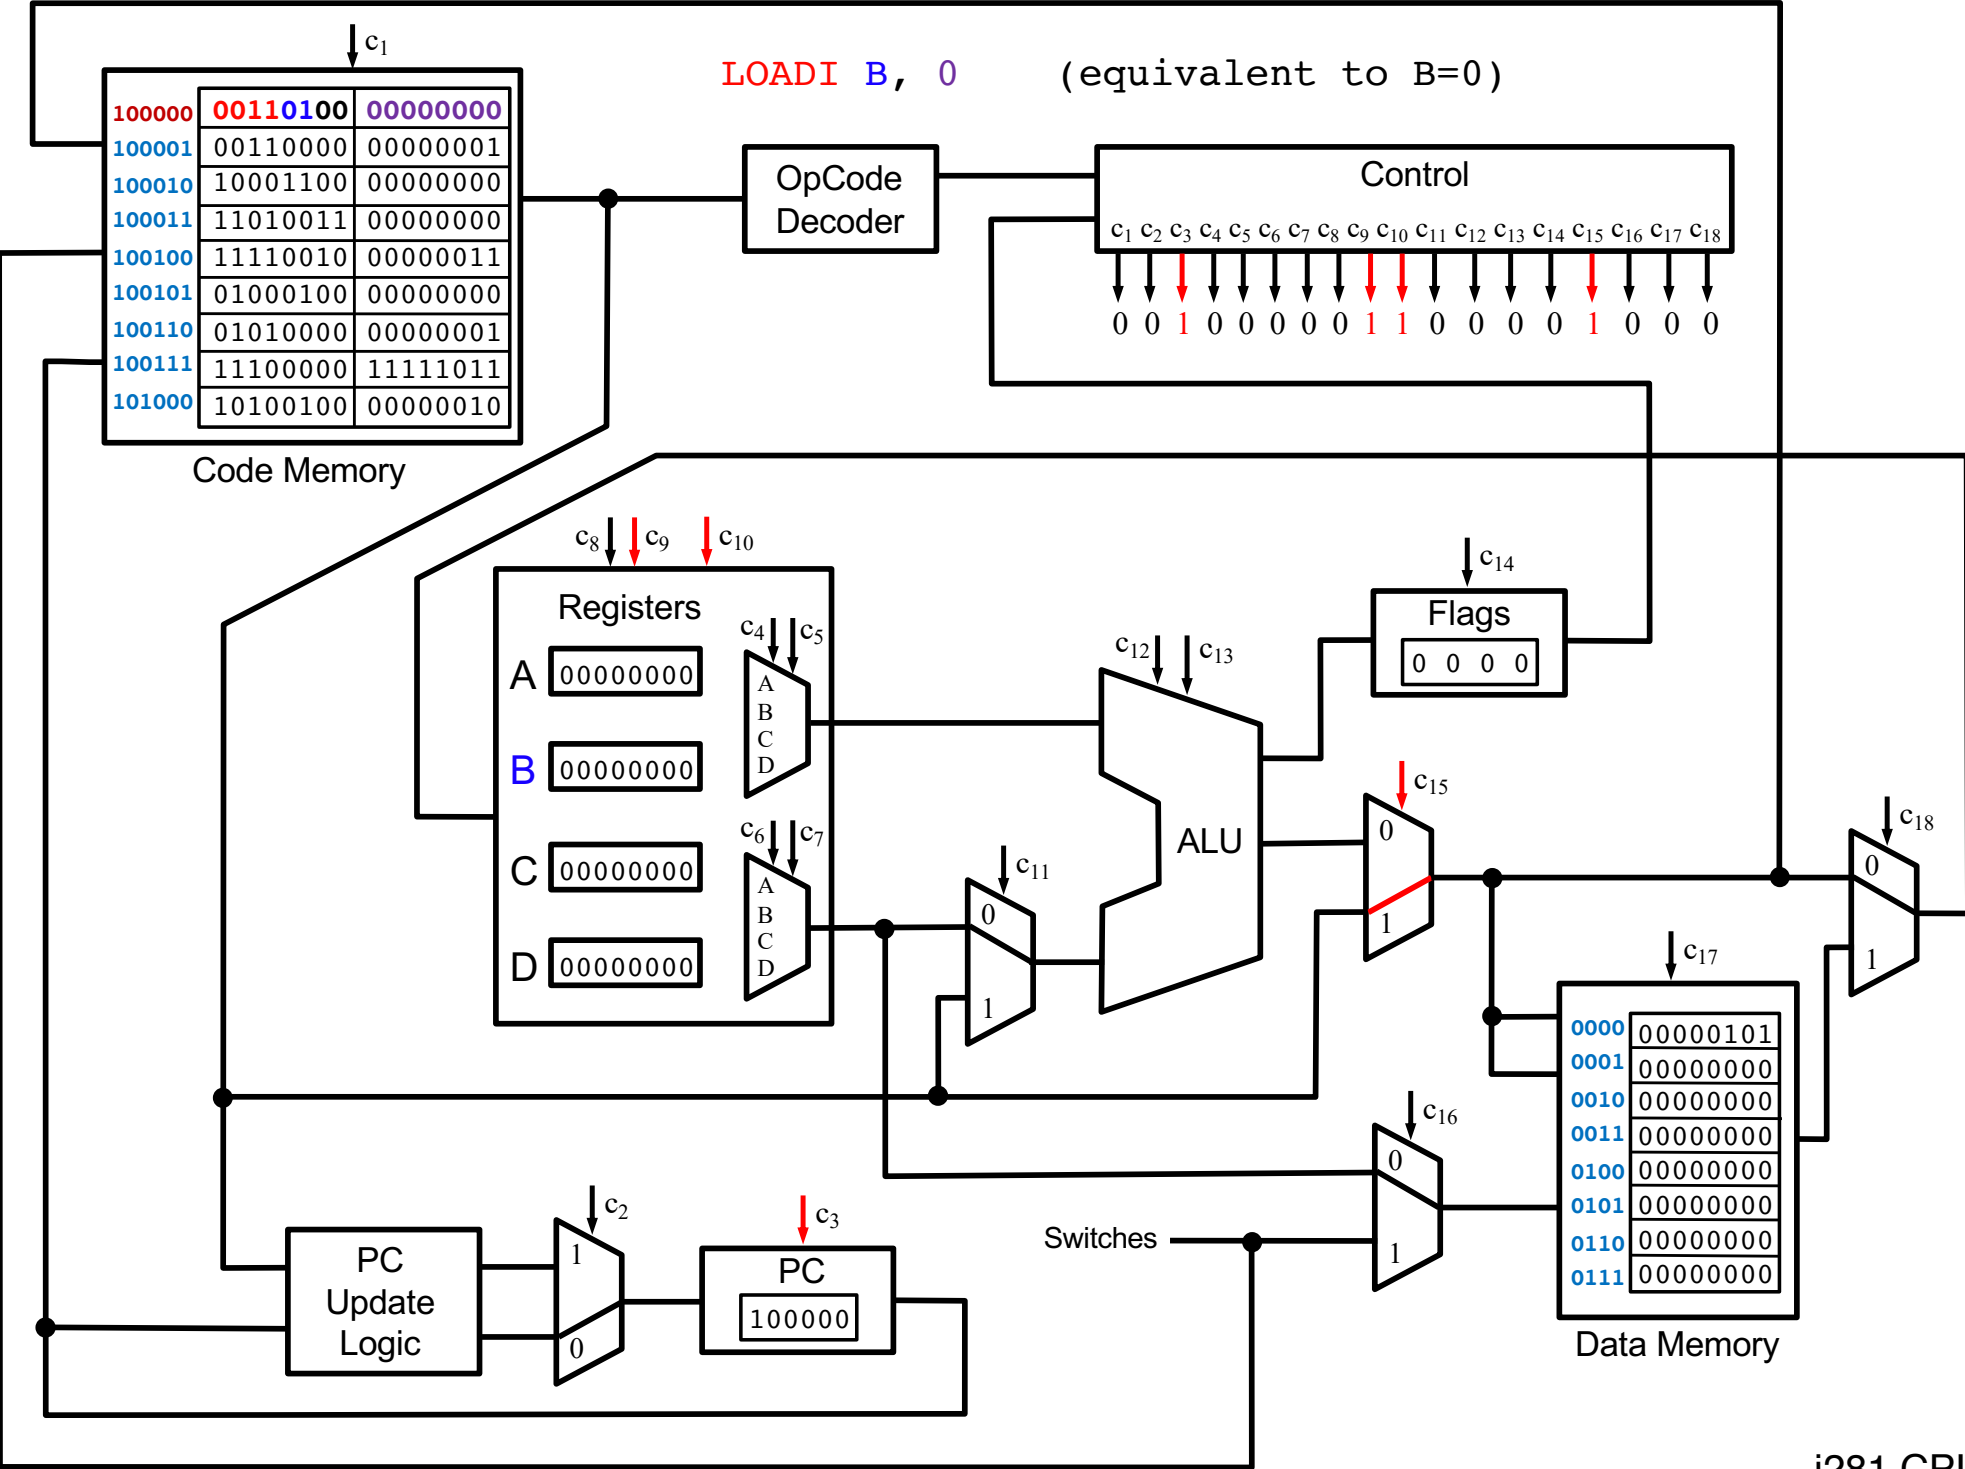 c1
LOADI B, 0 (equivalent to B=0)
100000 00110100 00000000
100001 00110000 00000001
100010 10001100 00000000
100011 11010011 00000000
100100 11110010 00000011
100101 01000100 00000000
100110 01010000 00000001
100111 11100000 11111011
101000 10100100 00000010
Code Memory
OpCode
Decoder
Control
c1 c2 c3 c4 c5 c6 c7 c8 c9 c10 c11 c12 c13 c14 c15 c16 c17 c18
0 0 1 0 0 0 0 0 1 1 0 0 0 0 1 0 0 0
c8 c9 c10
Registers
A 00000000
B 00000000
C 00000000
D 00000000
c4 c5
A
B
C
D
c6 c7
A
B
C
D
c11
0
1
c12 c13
ALU
c14
Flags
0 0 0 0
c15
0
1
c18
0
1
c17
0000 00000101
0001 00000000
0010 00000000
0011 00000000
0100 00000000
0101 00000000
0110 00000000
0111 00000000
Data Memory
c16
0
1
Switches
PC
Update
Logic
c2
1
0
c3
PC
100000
i281